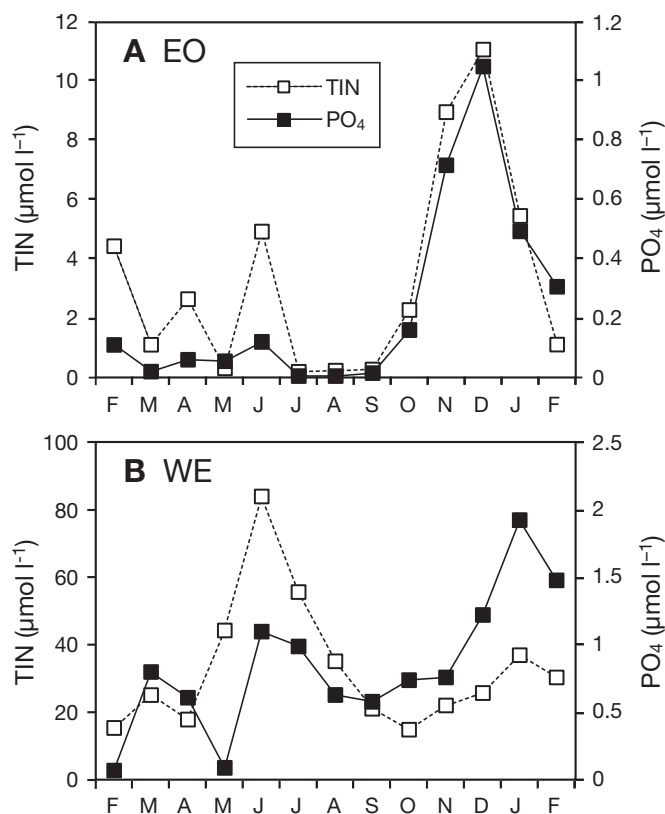 A EO
TIN
PO₄
12
10
8
6
4
2
0
1.2
1
0.8
0.6
0.4
0.2
0
TIN (µmol l⁻¹)
PO₄ (µmol l⁻¹)
F M A M J J A S O N D J F
B WE
100
80
60
40
20
0
2.5
2
1.5
1
0.5
0
TIN (µmol l⁻¹)
PO₄ (µmol l⁻¹)
F M A M J J A S O N D J F